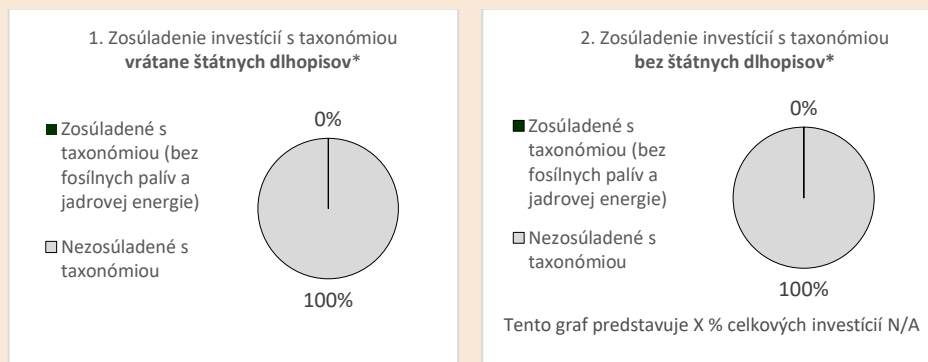 1. Zosúladenie investícií s taxonómiou
vrátane štátnych dlhopisov*
0%
Zosúladené s
taxonómiou (bez
fosílnych palív a
jadrovej energie)
Nezosúladené s
taxonómiou
100%
2. Zosúladenie investícií s taxonómiou
bez štátnych dlhopisov*
0%
Zosúladené s
taxonómiou (bez
fosílnych palív a
jadrovej energie)
Nezosúladené s
taxonómiou
100%
Tento graf predstavuje X % celkových investícií N/A